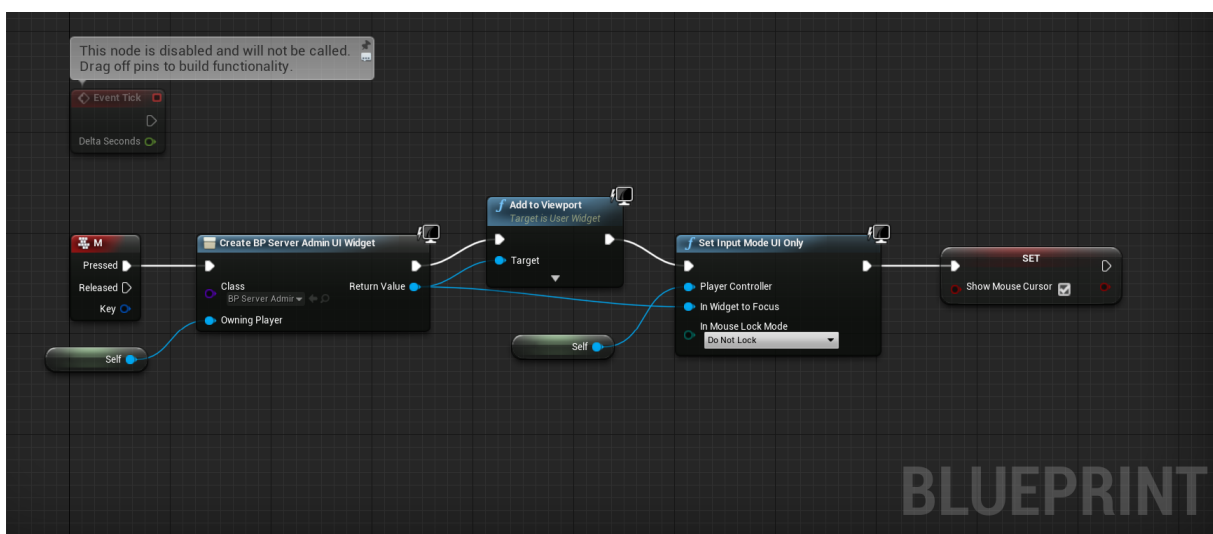 This node is disabled and will not be called.
Drag off pins to build functionality.
Event Tick
Delta Seconds
M
Pressed
Released
Key
Self
Create BP Server Admin UI Widget
Class
BP Server Admir
Return Value
Owning Player
Add to Viewport
Target is User Widget
Target
Self
Set Input Mode UI Only
Player Controller
In Widget to Focus
In Mouse Lock Mode
Do Not Lock
SET
Show Mouse Cursor
BLUEPRINT